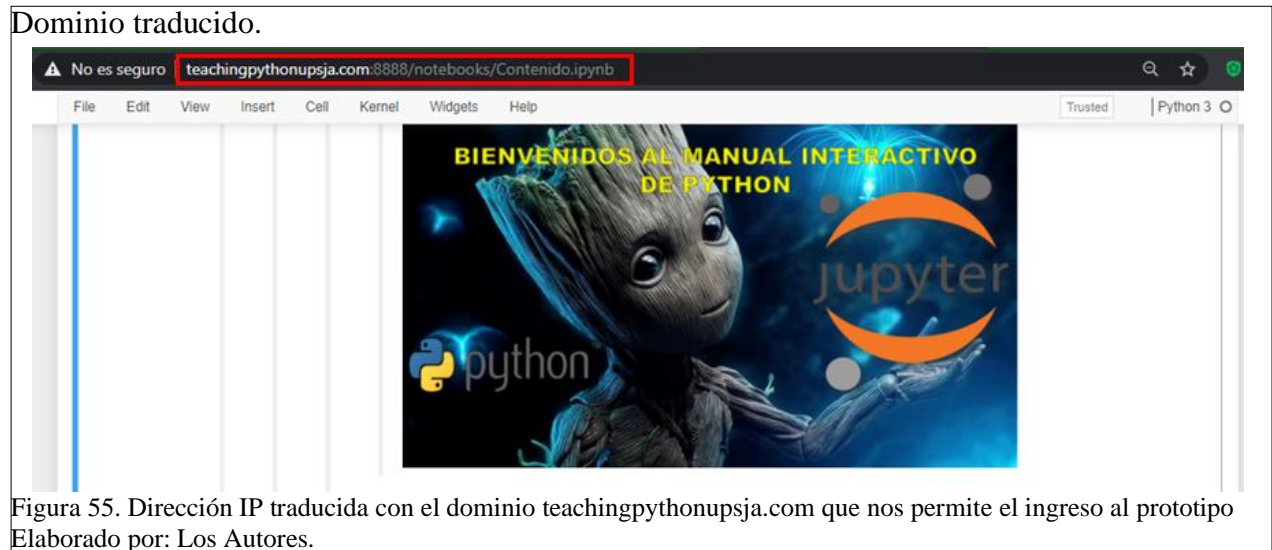 Dominio traducido.
No es seguro teachingpythonupsja.com:8888/notebooks/Contenido.ipynb
File Edit View Insert Cell Kernel Widgets Help Trusted Python 3
BIENVENIDOS AL MANUAL INTERACTIVO
DE PYTHON
jupyter
python™
Figura 55. Dirección IP traducida con el dominio teachingpythonupsja.com que nos permite el ingreso al prototipo
Elaborado por: Los Autores.